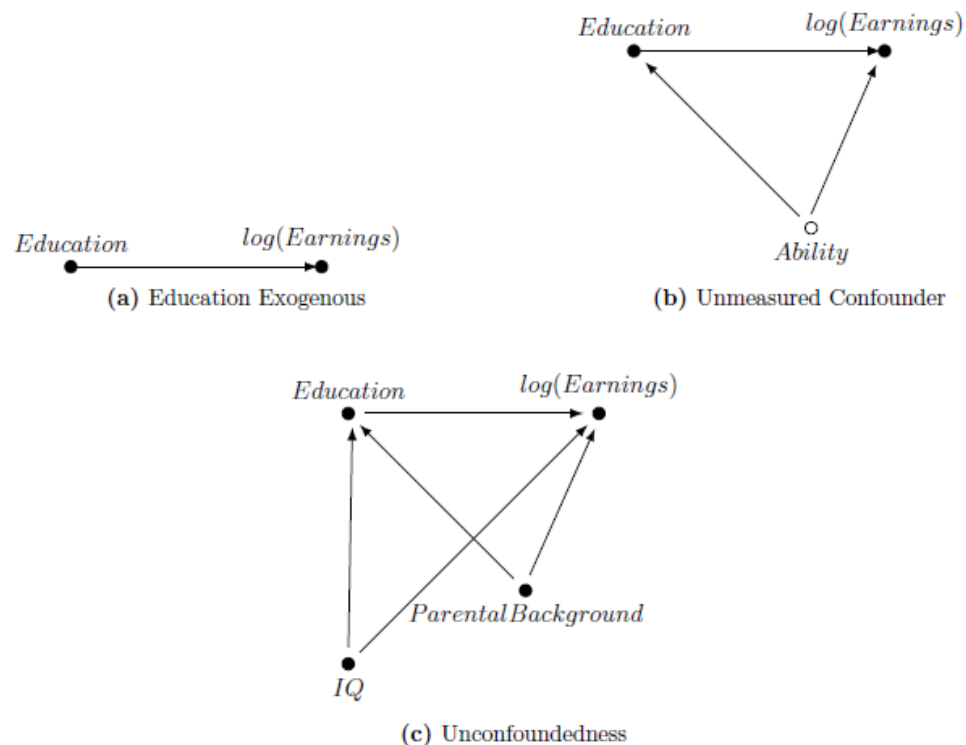 Education log(Earnings)
(a) Education Exogenous
Education log(Earnings)
Ability
(b) Unmeasured Confounder
Education log(Earnings)
ParentalBackground
IQ
(c) Unconfoundedness